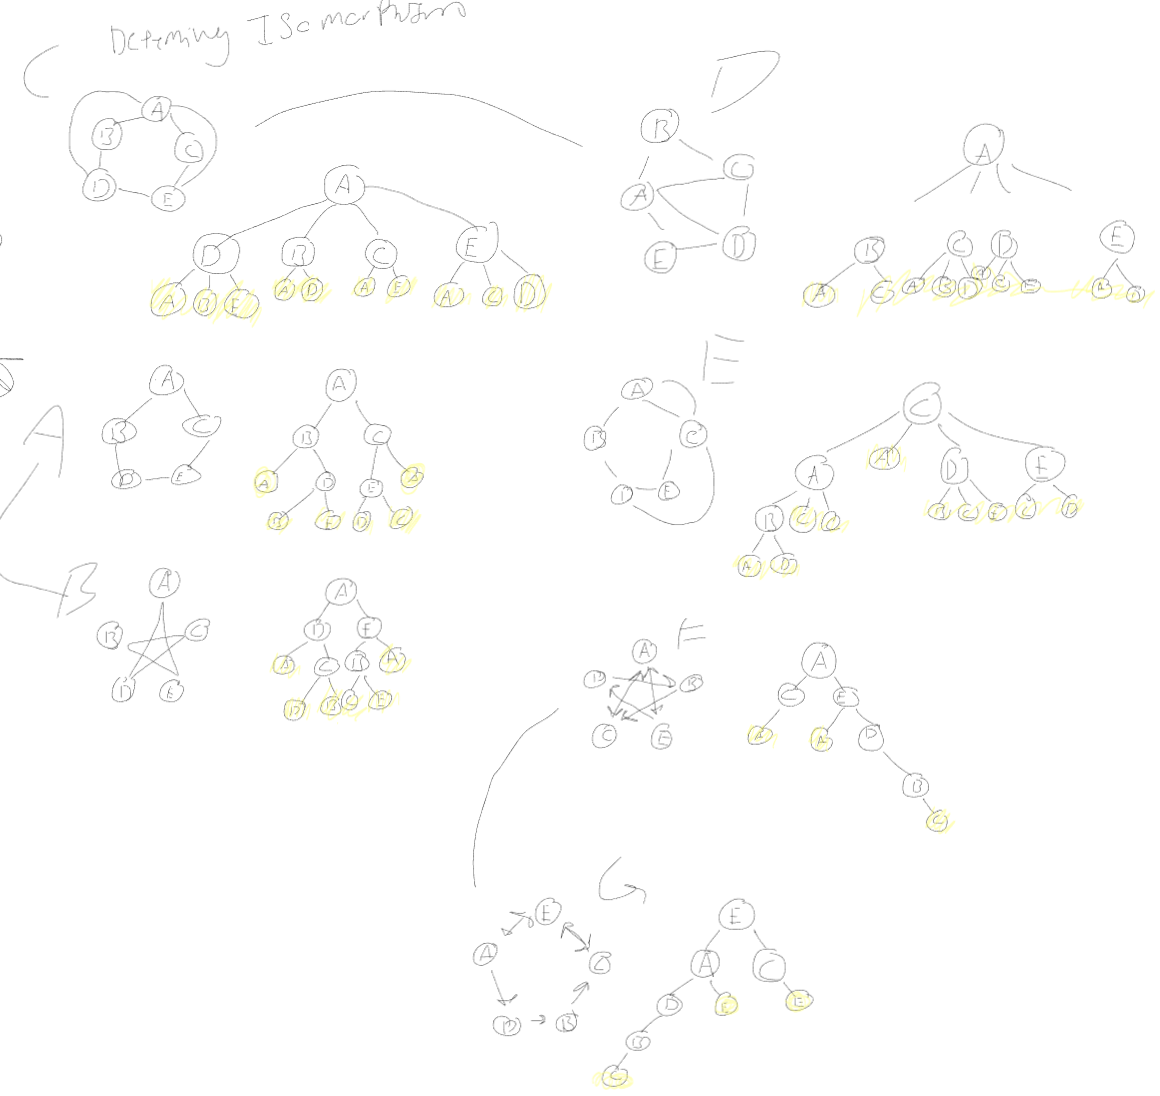 Determining Isomorphism
C
A
B C
D E
A
D B C E
A B E A D A E A C D
D
B
C
A
E D
A
B C D E
A C A B D A C E A D
A
A
B C
D E
A
B C
A D E A
B E D C
E
A
B C
D E
C
A A D E
B C C B C E C D
A D
B
A
B C
D E
A
D E
A C B A
D B C E
F
A
D B
C E
A
C E
A A D
B
C
G
E
A C
D B
E
A C
D E E
B
C